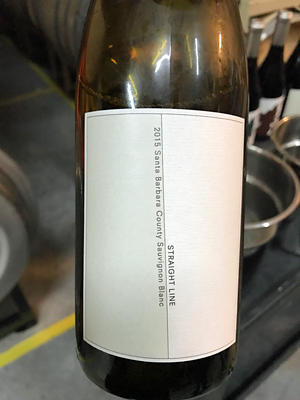 2015 Santa Barbara County Sauvignon Blanc
STRAIGHT LINE